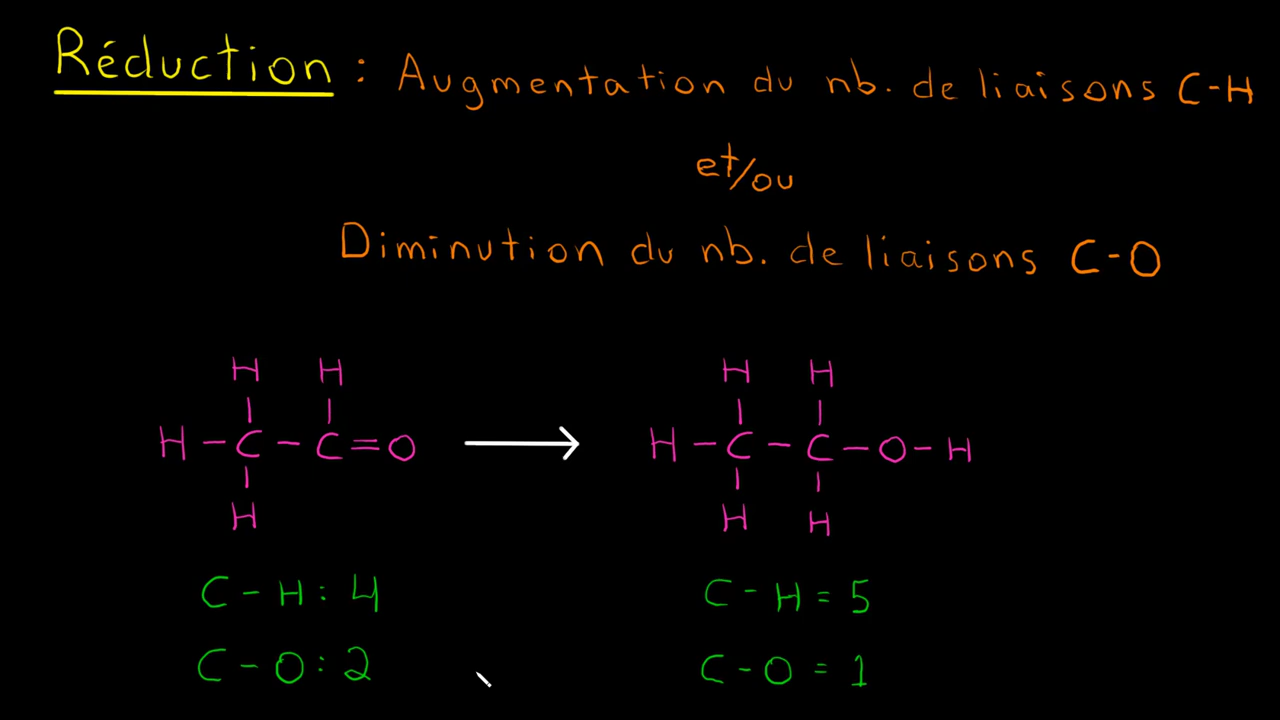 Réduction : Augmentation du nb. de liaisons C-H
et/ou
Diminution du nb. de liaisons C-O
H H H H
H - C - C = O → H - C - C - O - H
H H H
C - H : 4 C - H = 5
C - O : 2 C - O = 1